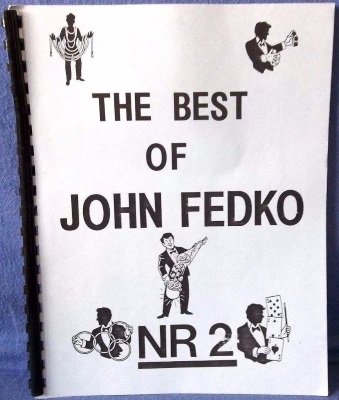 THE BEST
OF
JOHN FEDKO
NR 2